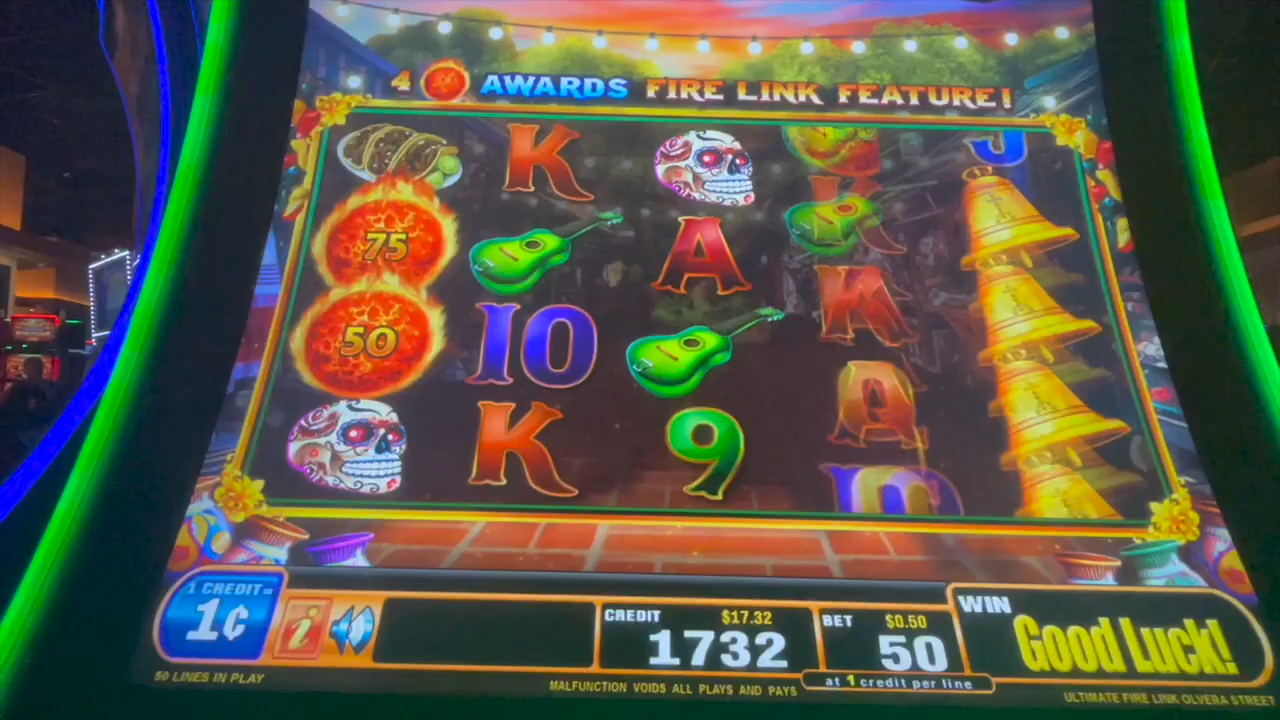 4 AWARDS FIRE LINK FEATURE!
K J
75 K
A
50 10 K
Q
K 9
1 CREDIT=
1¢
i
CREDIT $17.32
1732
BET $0.50
50
at 1 credit per line
WIN
GOOD LUCK!
50 LINES IN PLAY
MALFUNCTION VOIDS ALL PLAYS AND PAYS
ULTIMATE FIRE LINK OLVERA STREET